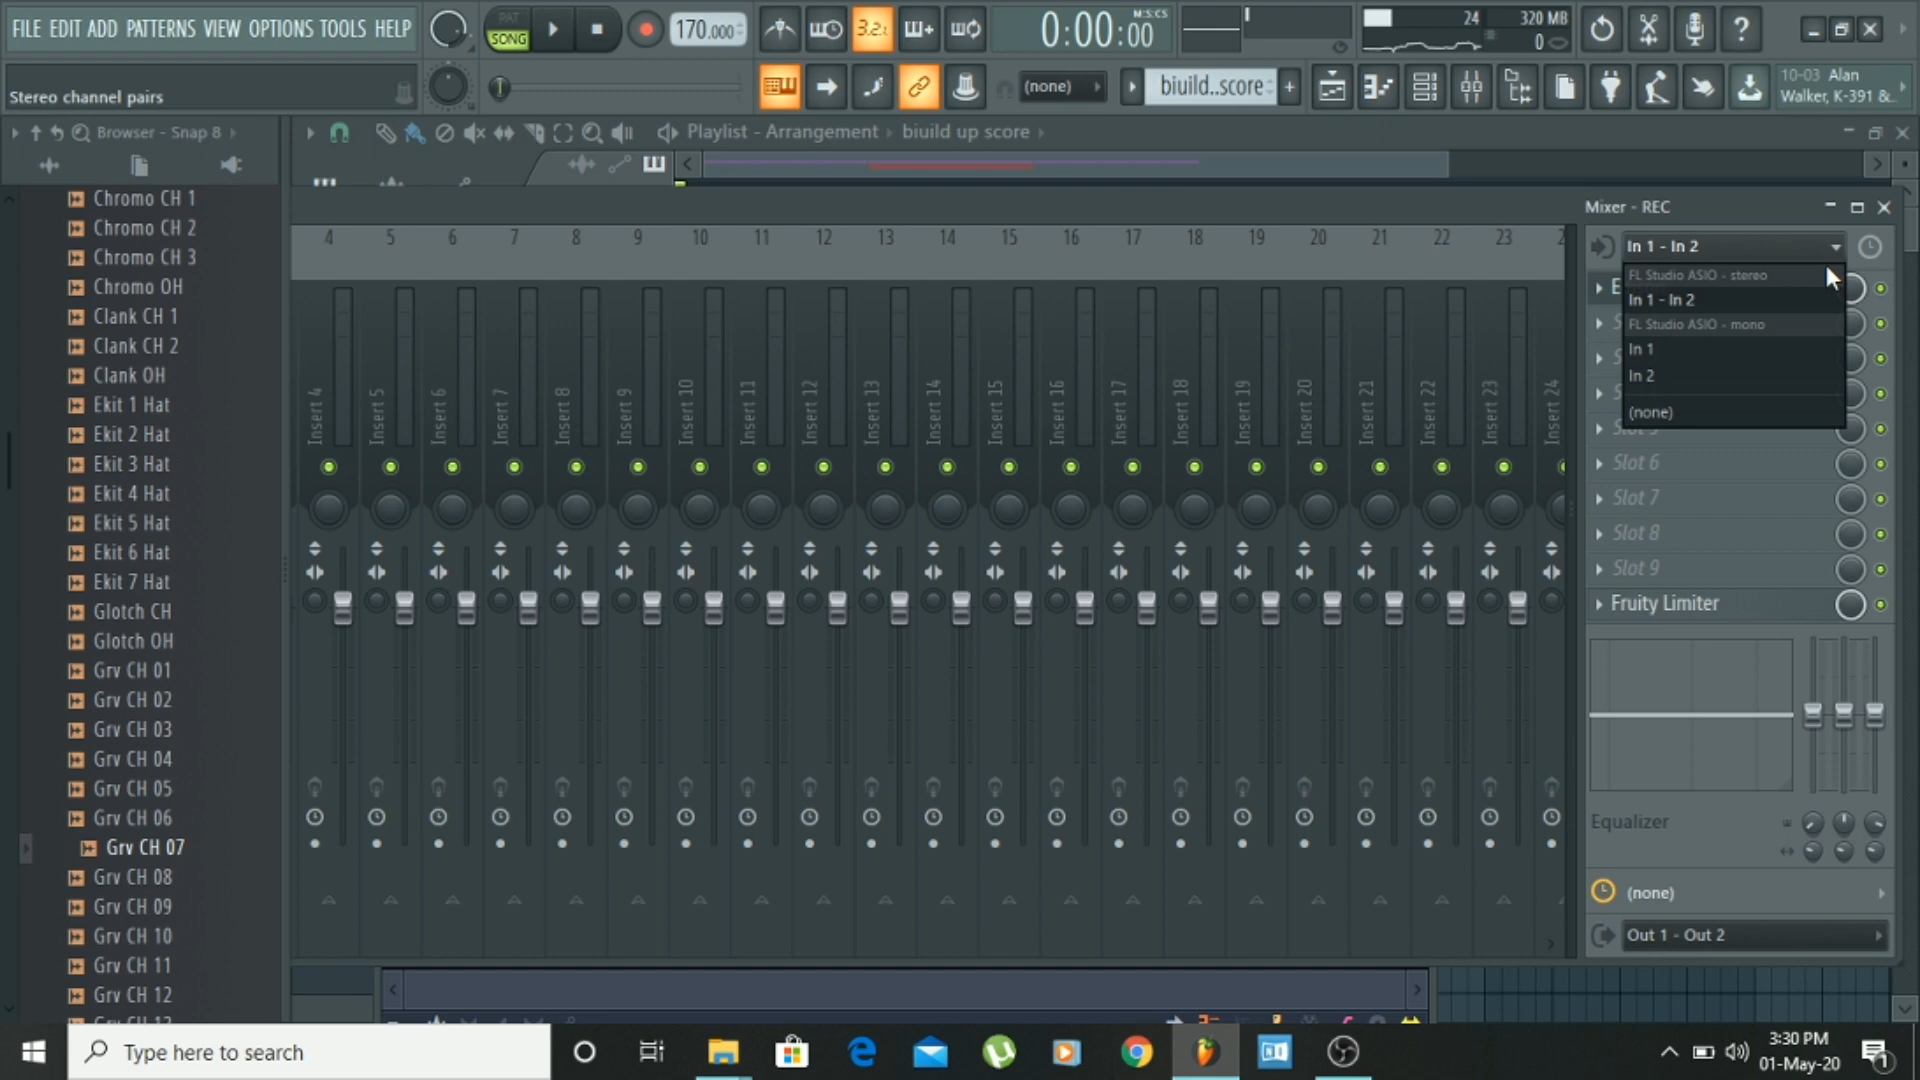 FILE EDIT ADD PATTERNS VIEW OPTIONS TOOLS HELP
PAT
SONG
170.000
3.2.1
0:00:00
M:S:CS
24
320 MB
0
Stereo channel pairs
(none)
biuild..score
10-03 Alan
Walker, K-391 &..
Browser - Snap 8
Playlist - Arrangement
biuild up score
Mixer - REC
4 5 6 7 8 9 10 11 12 13 14 15 16 17 18 19 20 21 22 23 2
In 1 - In 2
FL Studio ASIO - stereo
In 1 - In 2
FL Studio ASIO - mono
In 1
In 2
(none)
Slot 6
Slot 7
Slot 8
Slot 9
Fruity Limiter
Equalizer
(none)
Out 1 - Out 2
Insert 4
Insert 5
Insert 6
Insert 7
Insert 8
Insert 9
Insert 10
Insert 11
Insert 12
Insert 13
Insert 14
Insert 15
Insert 16
Insert 17
Insert 18
Insert 19
Insert 20
Insert 21
Insert 22
Insert 23
Insert 24
Chromo CH 1
Chromo CH 2
Chromo CH 3
Chromo OH
Clank CH 1
Clank CH 2
Clank OH
Ekit 1 Hat
Ekit 2 Hat
Ekit 3 Hat
Ekit 4 Hat
Ekit 5 Hat
Ekit 6 Hat
Ekit 7 Hat
Glotch CH
Glotch OH
Grv CH 01
Grv CH 02
Grv CH 03
Grv CH 04
Grv CH 05
Grv CH 06
Grv CH 07
Grv CH 08
Grv CH 09
Grv CH 10
Grv CH 11
Grv CH 12
Type here to search
3:30 PM
01-May-20
1